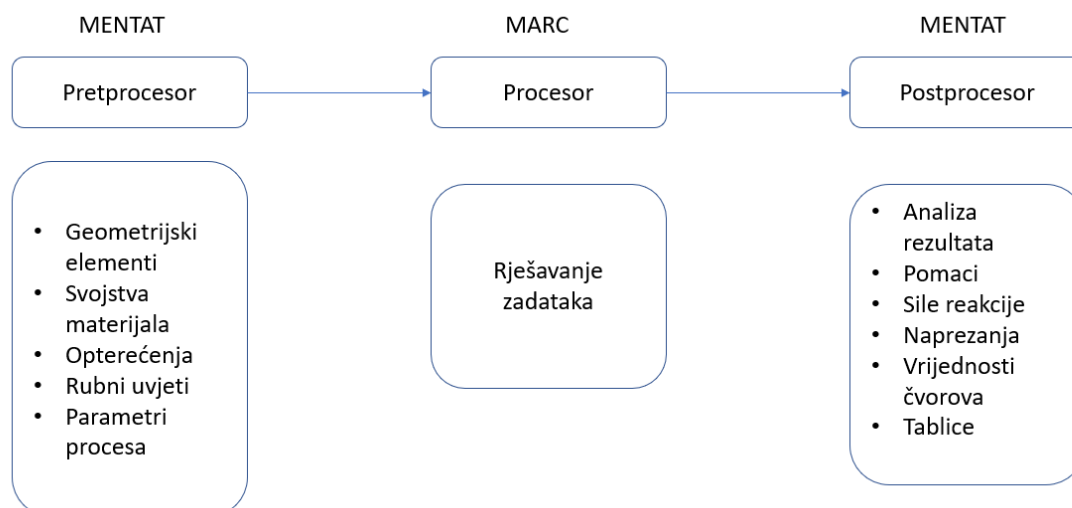 MENTAT
MARC
MENTAT
Pretprocesor
Procesor
Postprocesor
• Geometrijski
elementi
• Svojstva
materijala
• Opterećenja
• Rubni uvjeti
• Parametri
procesa
Rješavanje
zadataka
• Analiza
rezultata
• Pomaci
• Sile reakcije
• Naprezanja
• Vrijednosti
čvorova
• Tablice